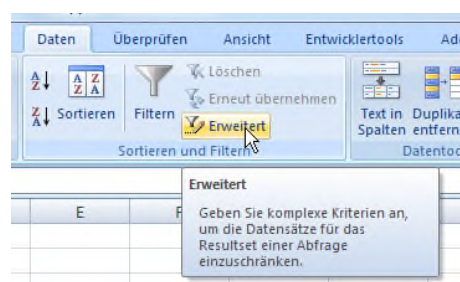 Daten Überprüfen Ansicht Entwicklertools
Löschen
Erneut übernehmen
Erweitert
A Z
Z A
A Z
Z A
Sortieren
Filtern
Sortieren und Filtern
Text in
Spalten
Erweitert
Geben Sie komplexe Kriterien an,
um die Datensätze für das
Resultset einer Abfrage
einzuschränken.
E